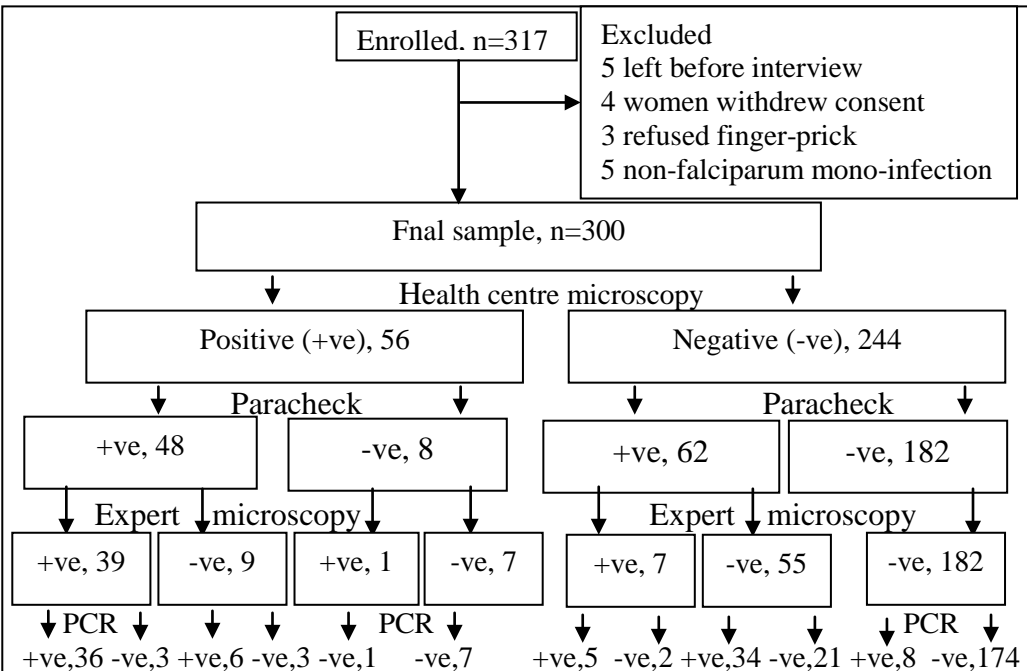 Enrolled, n=317
Excluded
5 left before interview
4 women withdrew consent
3 refused finger-prick
5 non-falciparum mono-infection
Fnal sample, n=300
Health centre microscopy
Positive (+ve), 56
Negative (-ve), 244
Paracheck
Paracheck
+ve, 48
-ve, 8
+ve, 62
-ve, 182
Expert microscopy
Expert microscopy
+ve, 39
-ve, 9
+ve, 1
-ve, 7
+ve, 7
-ve, 55
-ve, 182
PCR
PCR
PCR
+ve,36 -ve,3 +ve,6 -ve,3 -ve,1 -ve,7 +ve,5 -ve,2 +ve,34 -ve,21 +ve,8 -ve,174